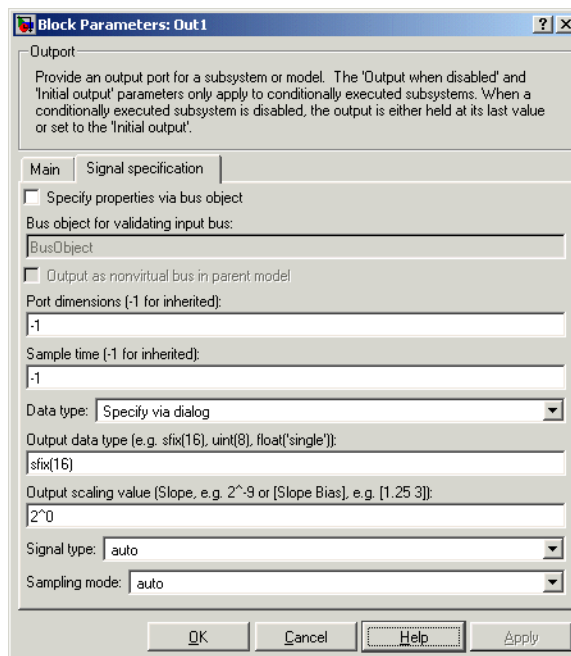 Block Parameters: Out1
Outport
Provide an output port for a subsystem or model. The 'Output when disabled' and
'Initial output' parameters only apply to conditionally executed subsystems. When a
conditionally executed subsystem is disabled, the output is either held at its last value
or set to the 'Initial output'.
Main
Signal specification
Specify properties via bus object
Bus object for validating input bus:
BusObject
Output as nonvirtual bus in parent model
Port dimensions (-1 for inherited):
-1
Sample time (-1 for inherited):
-1
Data type: Specify via dialog
Output data type (e.g. sfix(16), uint(8), float('single')):
sfix(16)
Output scaling value (Slope, e.g. 2^-9 or [Slope Bias], e.g. [1.25 3]):
2^0
Signal type: auto
Sampling mode: auto
OK Cancel Help Apply